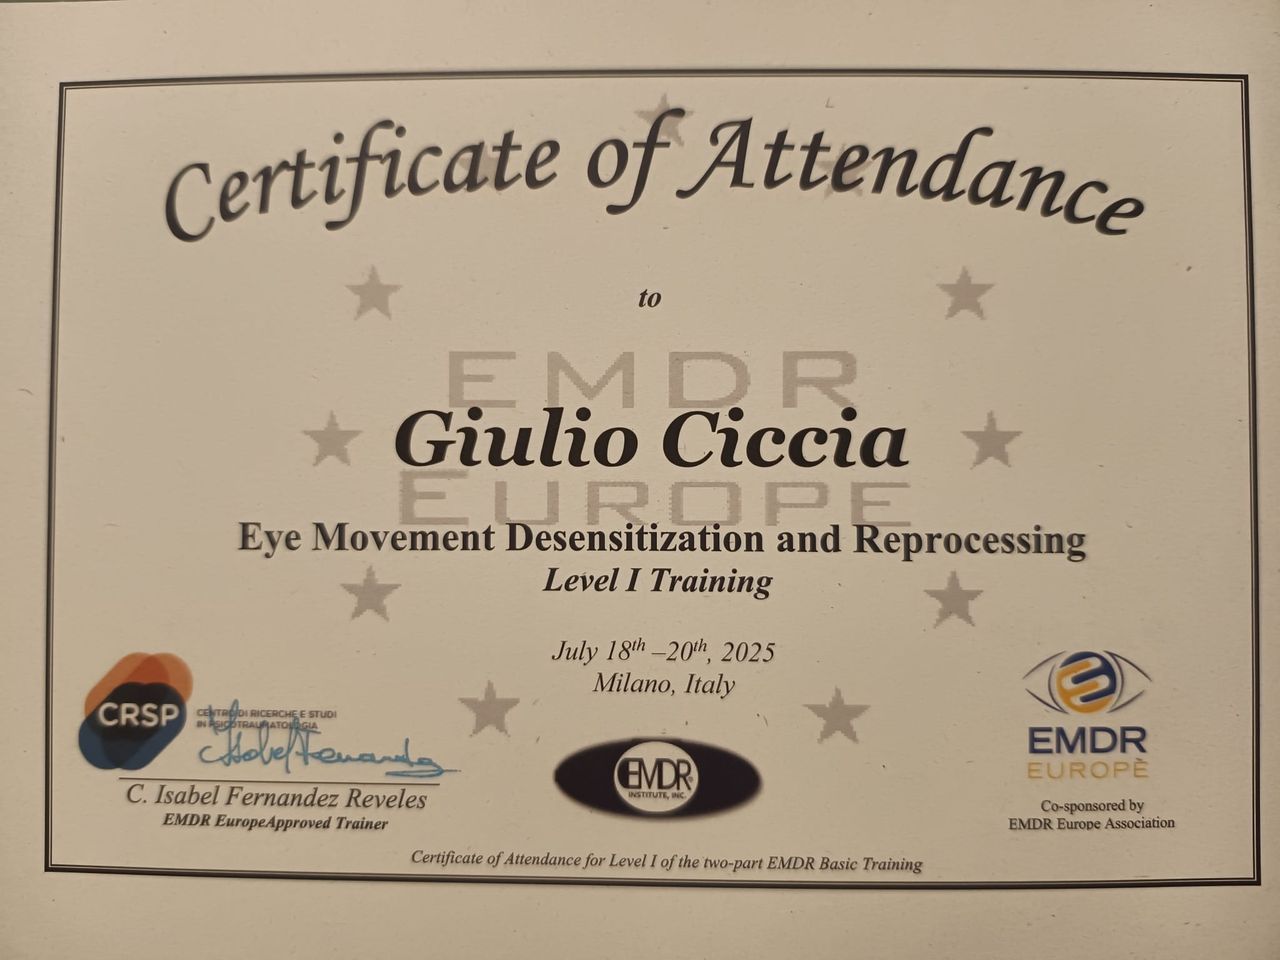 Certificate of Attendance
to
EMDR
Giulio Ciccia
EUROPE
Eye Movement Desensitization and Reprocessing
Level I Training
July 18th –20th, 2025
Milano, Italy
CRSP
CENTRO DI RICERCHE E STUDI
IN PSICOTRAUMATOLOGIA
C. Isabel Fernandez Reveles
EMDR EuropeApproved Trainer
EMDR
INSTITUTE, INC.
EMDR
EUROPE
Co-sponsored by
EMDR Europe Association
Certificate of Attendance for Level I of the two-part EMDR Basic Training